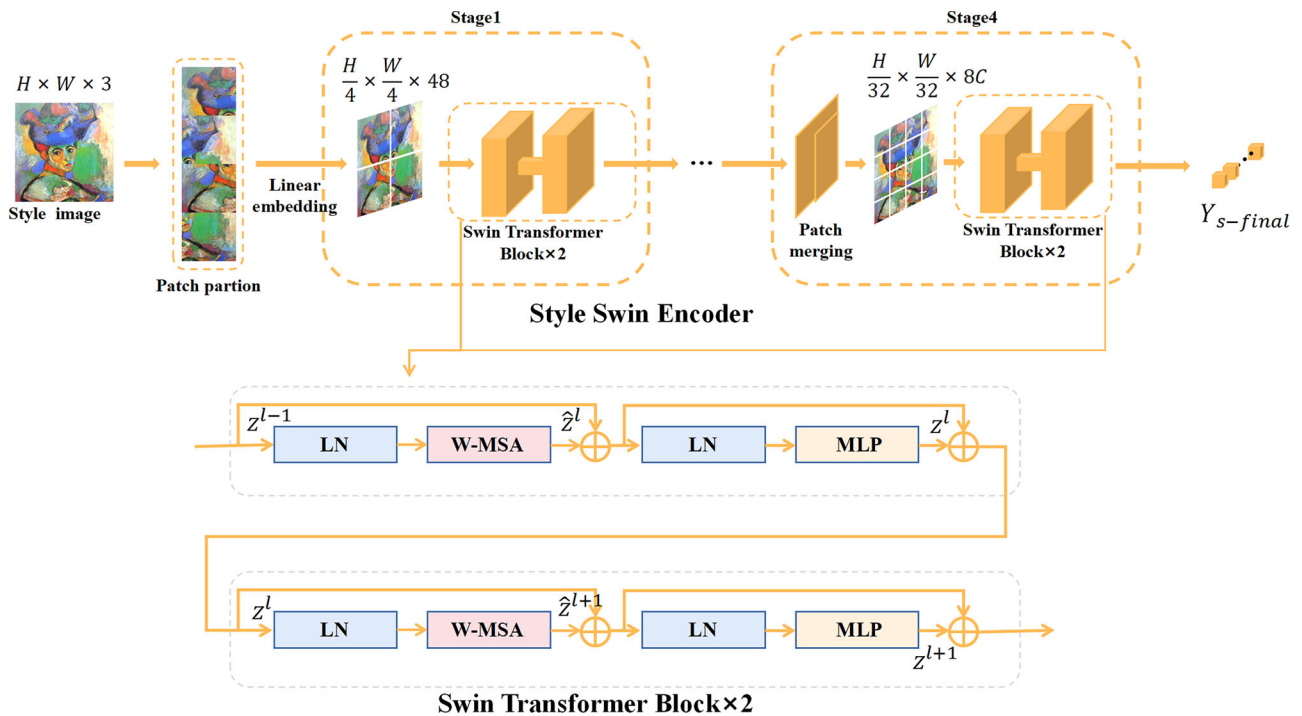 Stage1
Stage4
H × W × 3
H/4 × W/4 × 48
H/32 × W/32 × 8C
...
Style image
Linear
embedding
Patch partion
Swin Transformer
Block×2
Patch
merging
Swin Transformer
Block×2
Y_{s-final}
Style Swin Encoder
Z^{l-1}
LN
W-MSA
Ẑ^{l}
LN
MLP
Z^{l}
Z^{l}
LN
W-MSA
Ẑ^{l+1}
LN
MLP
Z^{l+1}
Swin Transformer Block×2